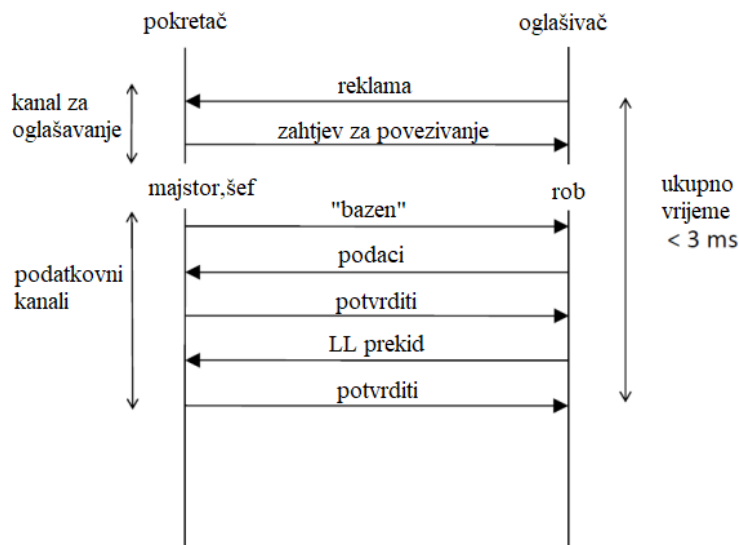 pokretač
oglašivač
reklama
kanal za
oglašavanje
zahtjev za povezivanje
majstor,šef
rob
ukupno
vrijeme
< 3 ms
"bazen"
podaci
podatkovni
kanali
potvrditi
LL prekid
potvrditi